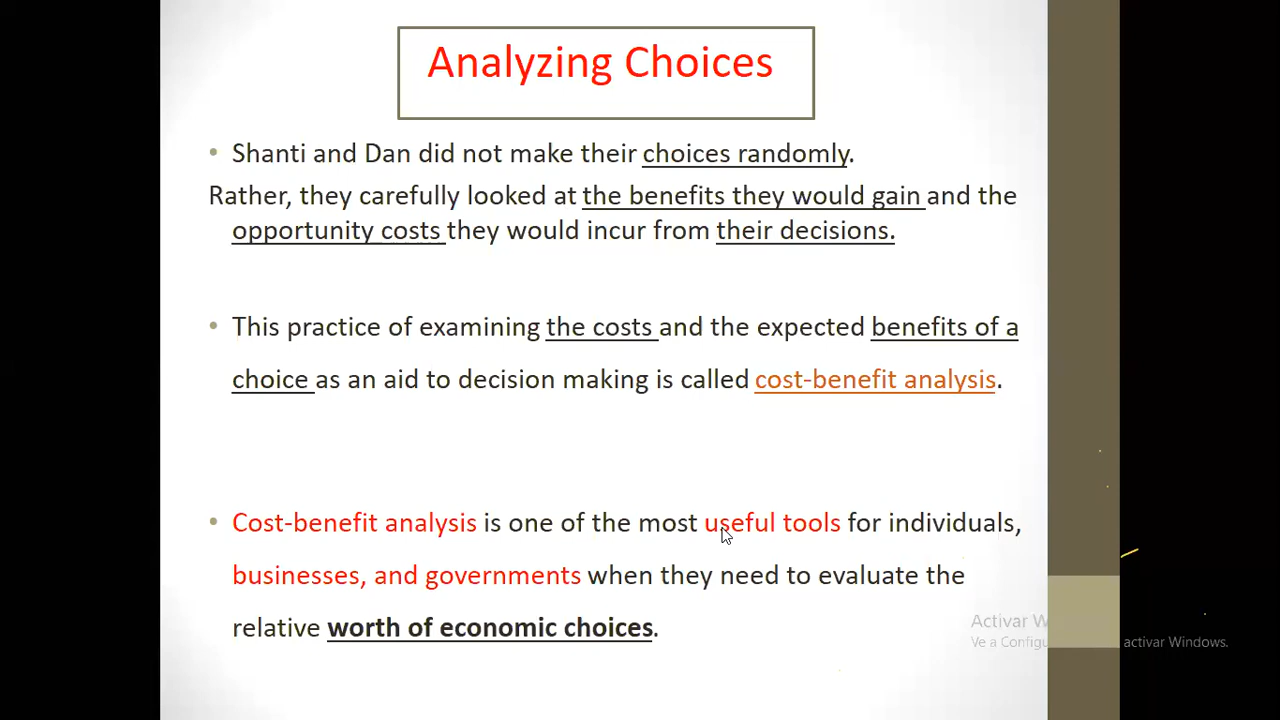 Analyzing Choices
• Shanti and Dan did not make their choices randomly.
Rather, they carefully looked at the benefits they would gain and the
opportunity costs they would incur from their decisions.
• This practice of examining the costs and the expected benefits of a
choice as an aid to decision making is called cost-benefit analysis.
• Cost-benefit analysis is one of the most useful tools for individuals,
businesses, and governments when they need to evaluate the
relative worth of economic choices.
Activar W
Ve a Configu activar Windows.